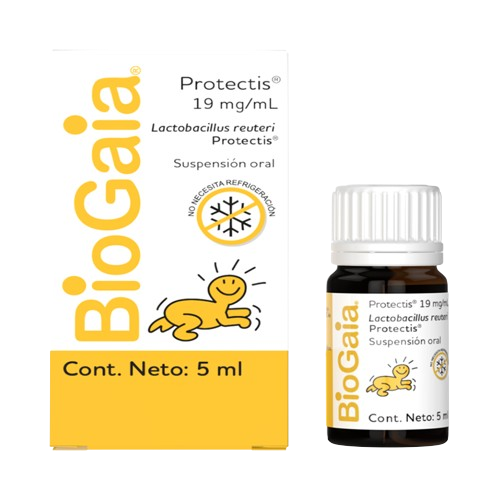 BioGaia®
Protectis®
19 mg/mL
Lactobacillus reuteri
Protectis®
Suspensión oral
NO NECESITA REFRIGERACIÓN
Cont. Neto: 5 ml
BioGaia®
Protectis® 19 mg/mL
Lactobacillus reuteri
Protectis®
Suspensión oral
Cont. Neto: 5 ml